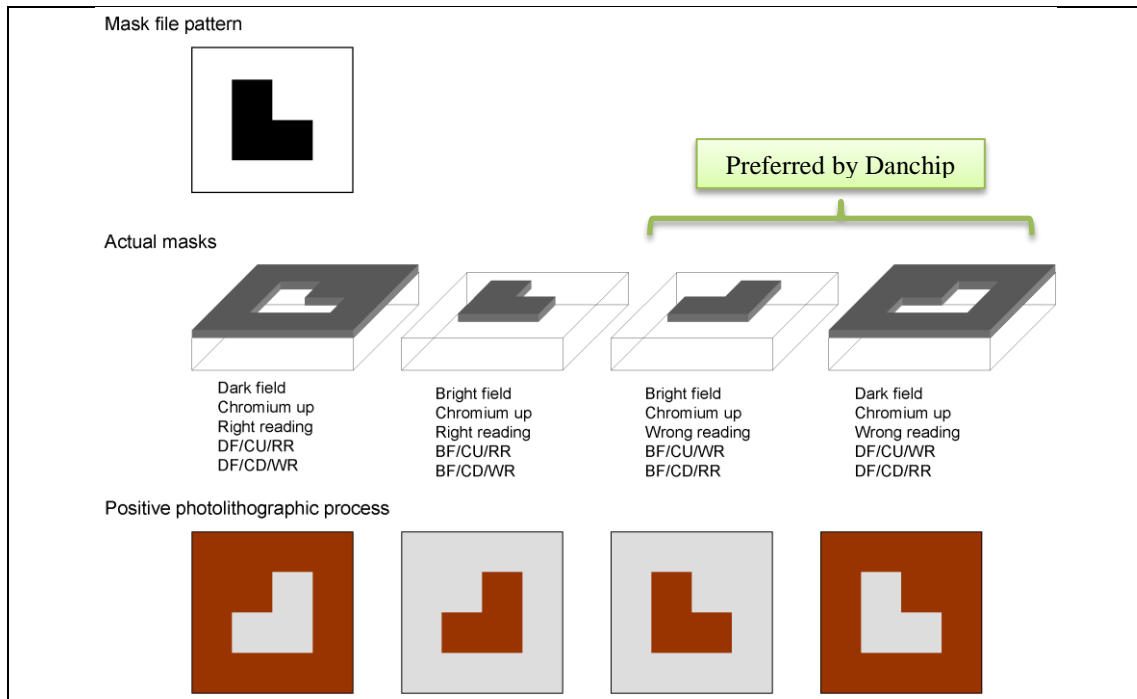 Mask file pattern
Preferred by Danchip
Actual masks
Dark field
Chromium up
Right reading
DF/CU/RR
DF/CD/WR
Bright field
Chromium up
Right reading
BF/CU/RR
BF/CD/WR
Bright field
Chromium up
Wrong reading
BF/CU/WR
BF/CD/RR
Dark field
Chromium up
Wrong reading
DF/CU/WR
DF/CD/RR
Positive photolithographic process